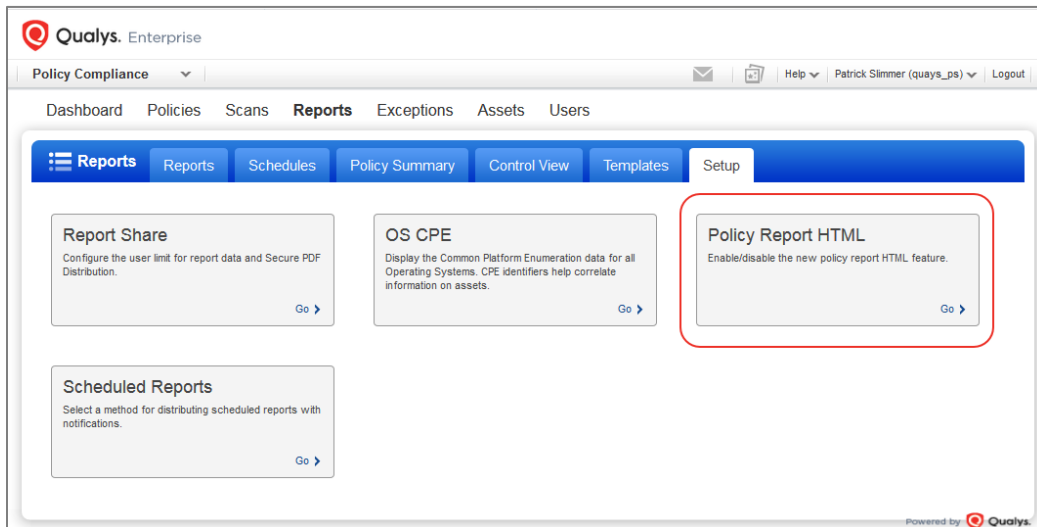 Qualys. Enterprise
Policy Compliance Help Patrick Slimmer (quays_ps) Logout
Dashboard Policies Scans Reports Exceptions Assets Users
Reports Reports Schedules Policy Summary Control View Templates Setup
Report Share
Configure the user limit for report data and Secure PDF
Distribution.
Go
OS CPE
Display the Common Platform Enumeration data for all
Operating Systems. CPE identifiers help correlate
information on assets.
Go
Policy Report HTML
Enable/disable the new policy report HTML feature.
Go
Scheduled Reports
Select a method for distributing scheduled reports with
notifications.
Go
Powered by Qualys.